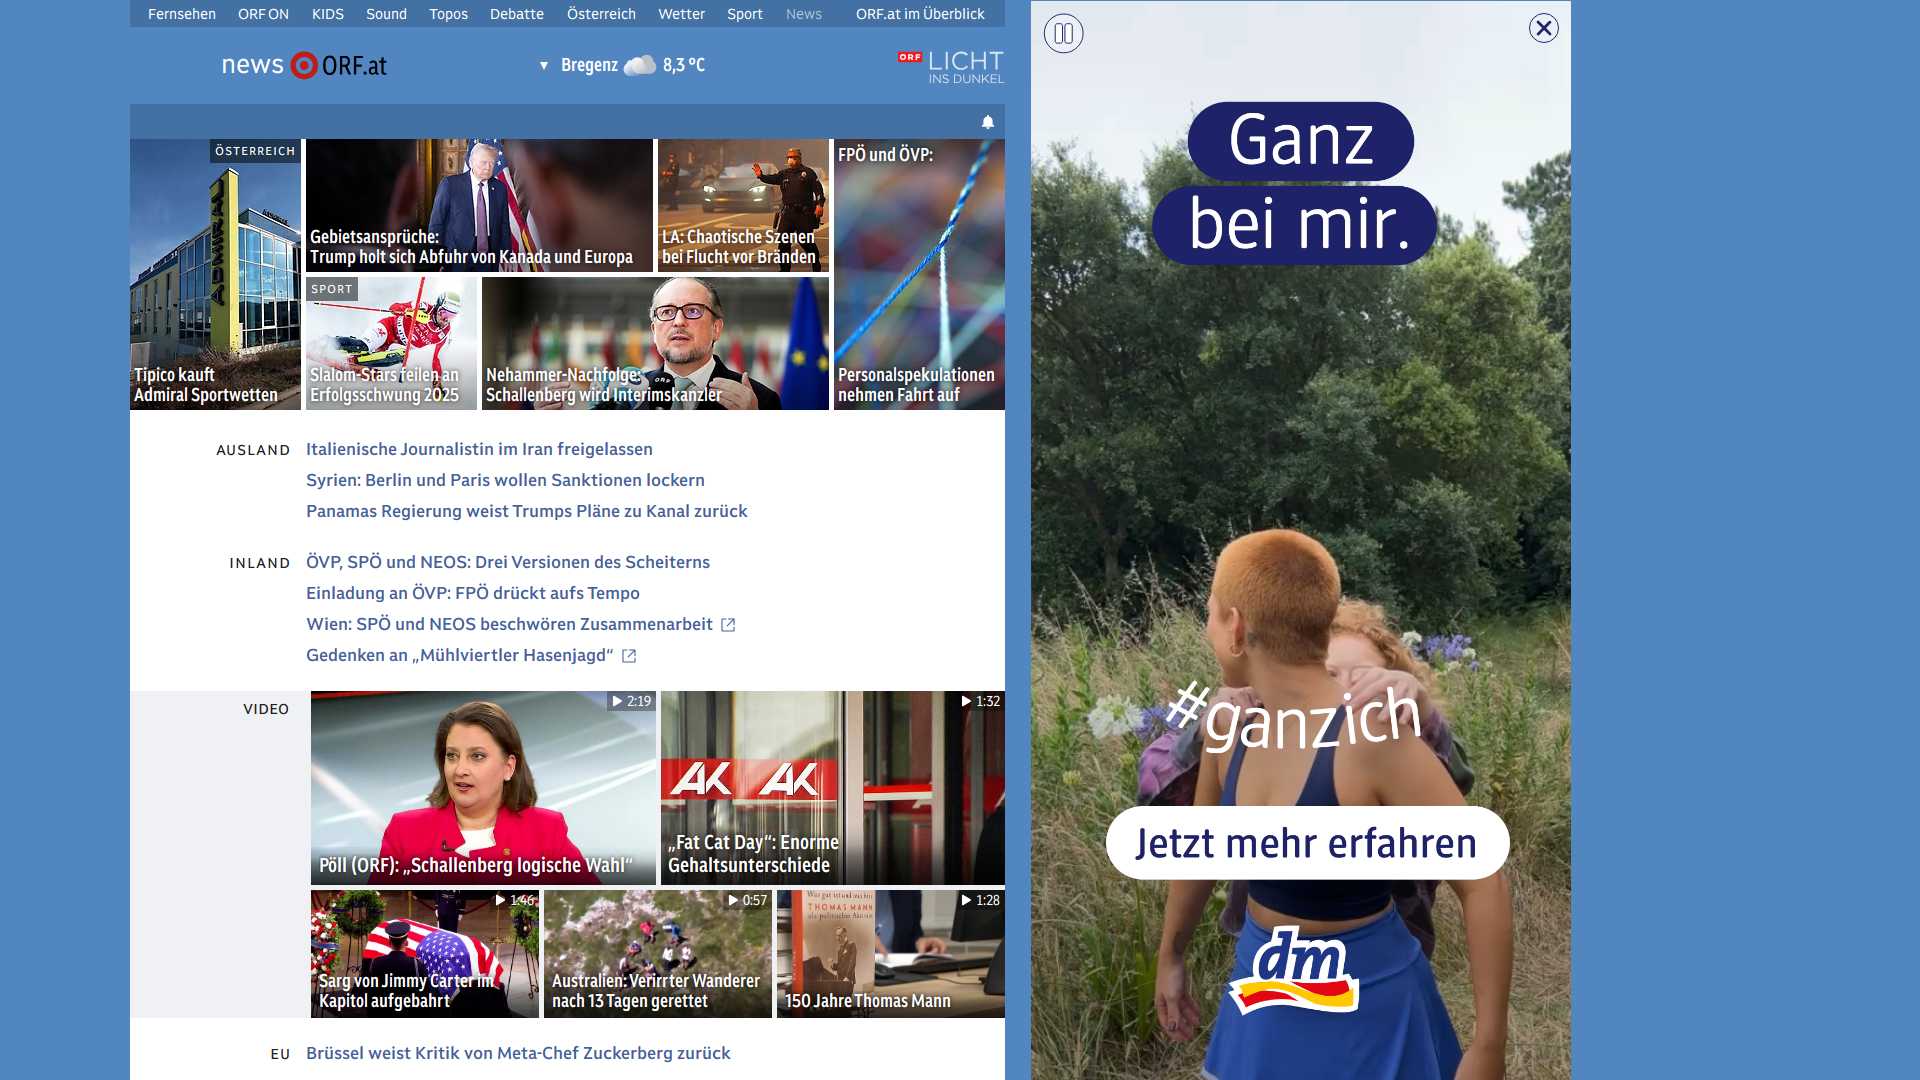 Fernsehen ORF ON KIDS Sound Topos Debatte Österreich Wetter Sport News ORF.at im Überblick
news ORF.at
Bregenz 8,3 °C
ORF LICHT
INS DUNKEL
ÖSTERREICH
ADMIRAL
Tipico kauft
Admiral Sportwetten
Gebietsansprüche:
Trump holt sich Abfuhr von Kanada und Europa
LA: Chaotische Szenen
bei Flucht vor Bränden
FPÖ und ÖVP:
Personalspekulationen
nehmen Fahrt auf
SPORT
Slalom-Stars feilen an
Erfolgsschwung 2025
ORF
Nehammer-Nachfolge:
Schallenberg wird Interimskanzler
AUSLAND
Italienische Journalistin im Iran freigelassen
Syrien: Berlin und Paris wollen Sanktionen lockern
Panamas Regierung weist Trumps Pläne zu Kanal zurück
INLAND
ÖVP, SPÖ und NEOS: Drei Versionen des Scheiterns
Einladung an ÖVP: FPÖ drückt aufs Tempo
Wien: SPÖ und NEOS beschwören Zusammenarbeit
Gedenken an „Mühlviertler Hasenjagd“
VIDEO
2:19
Pöll (ORF): „Schallenberg logische Wahl“
1:32
AK AK
„Fat Cat Day“: Enorme
Gehaltsunterschiede
1:46
Sarg von Jimmy Carter im
Kapitol aufgebahrt
0:57
Australien: Verirrter Wanderer
nach 13 Tagen gerettet
1:28
THOMAS MANN
150 Jahre Thomas Mann
EU
Brüssel weist Kritik von Meta-Chef Zuckerberg zurück
Ganz
bei mir.
#ganzich
Jetzt mehr erfahren
dm